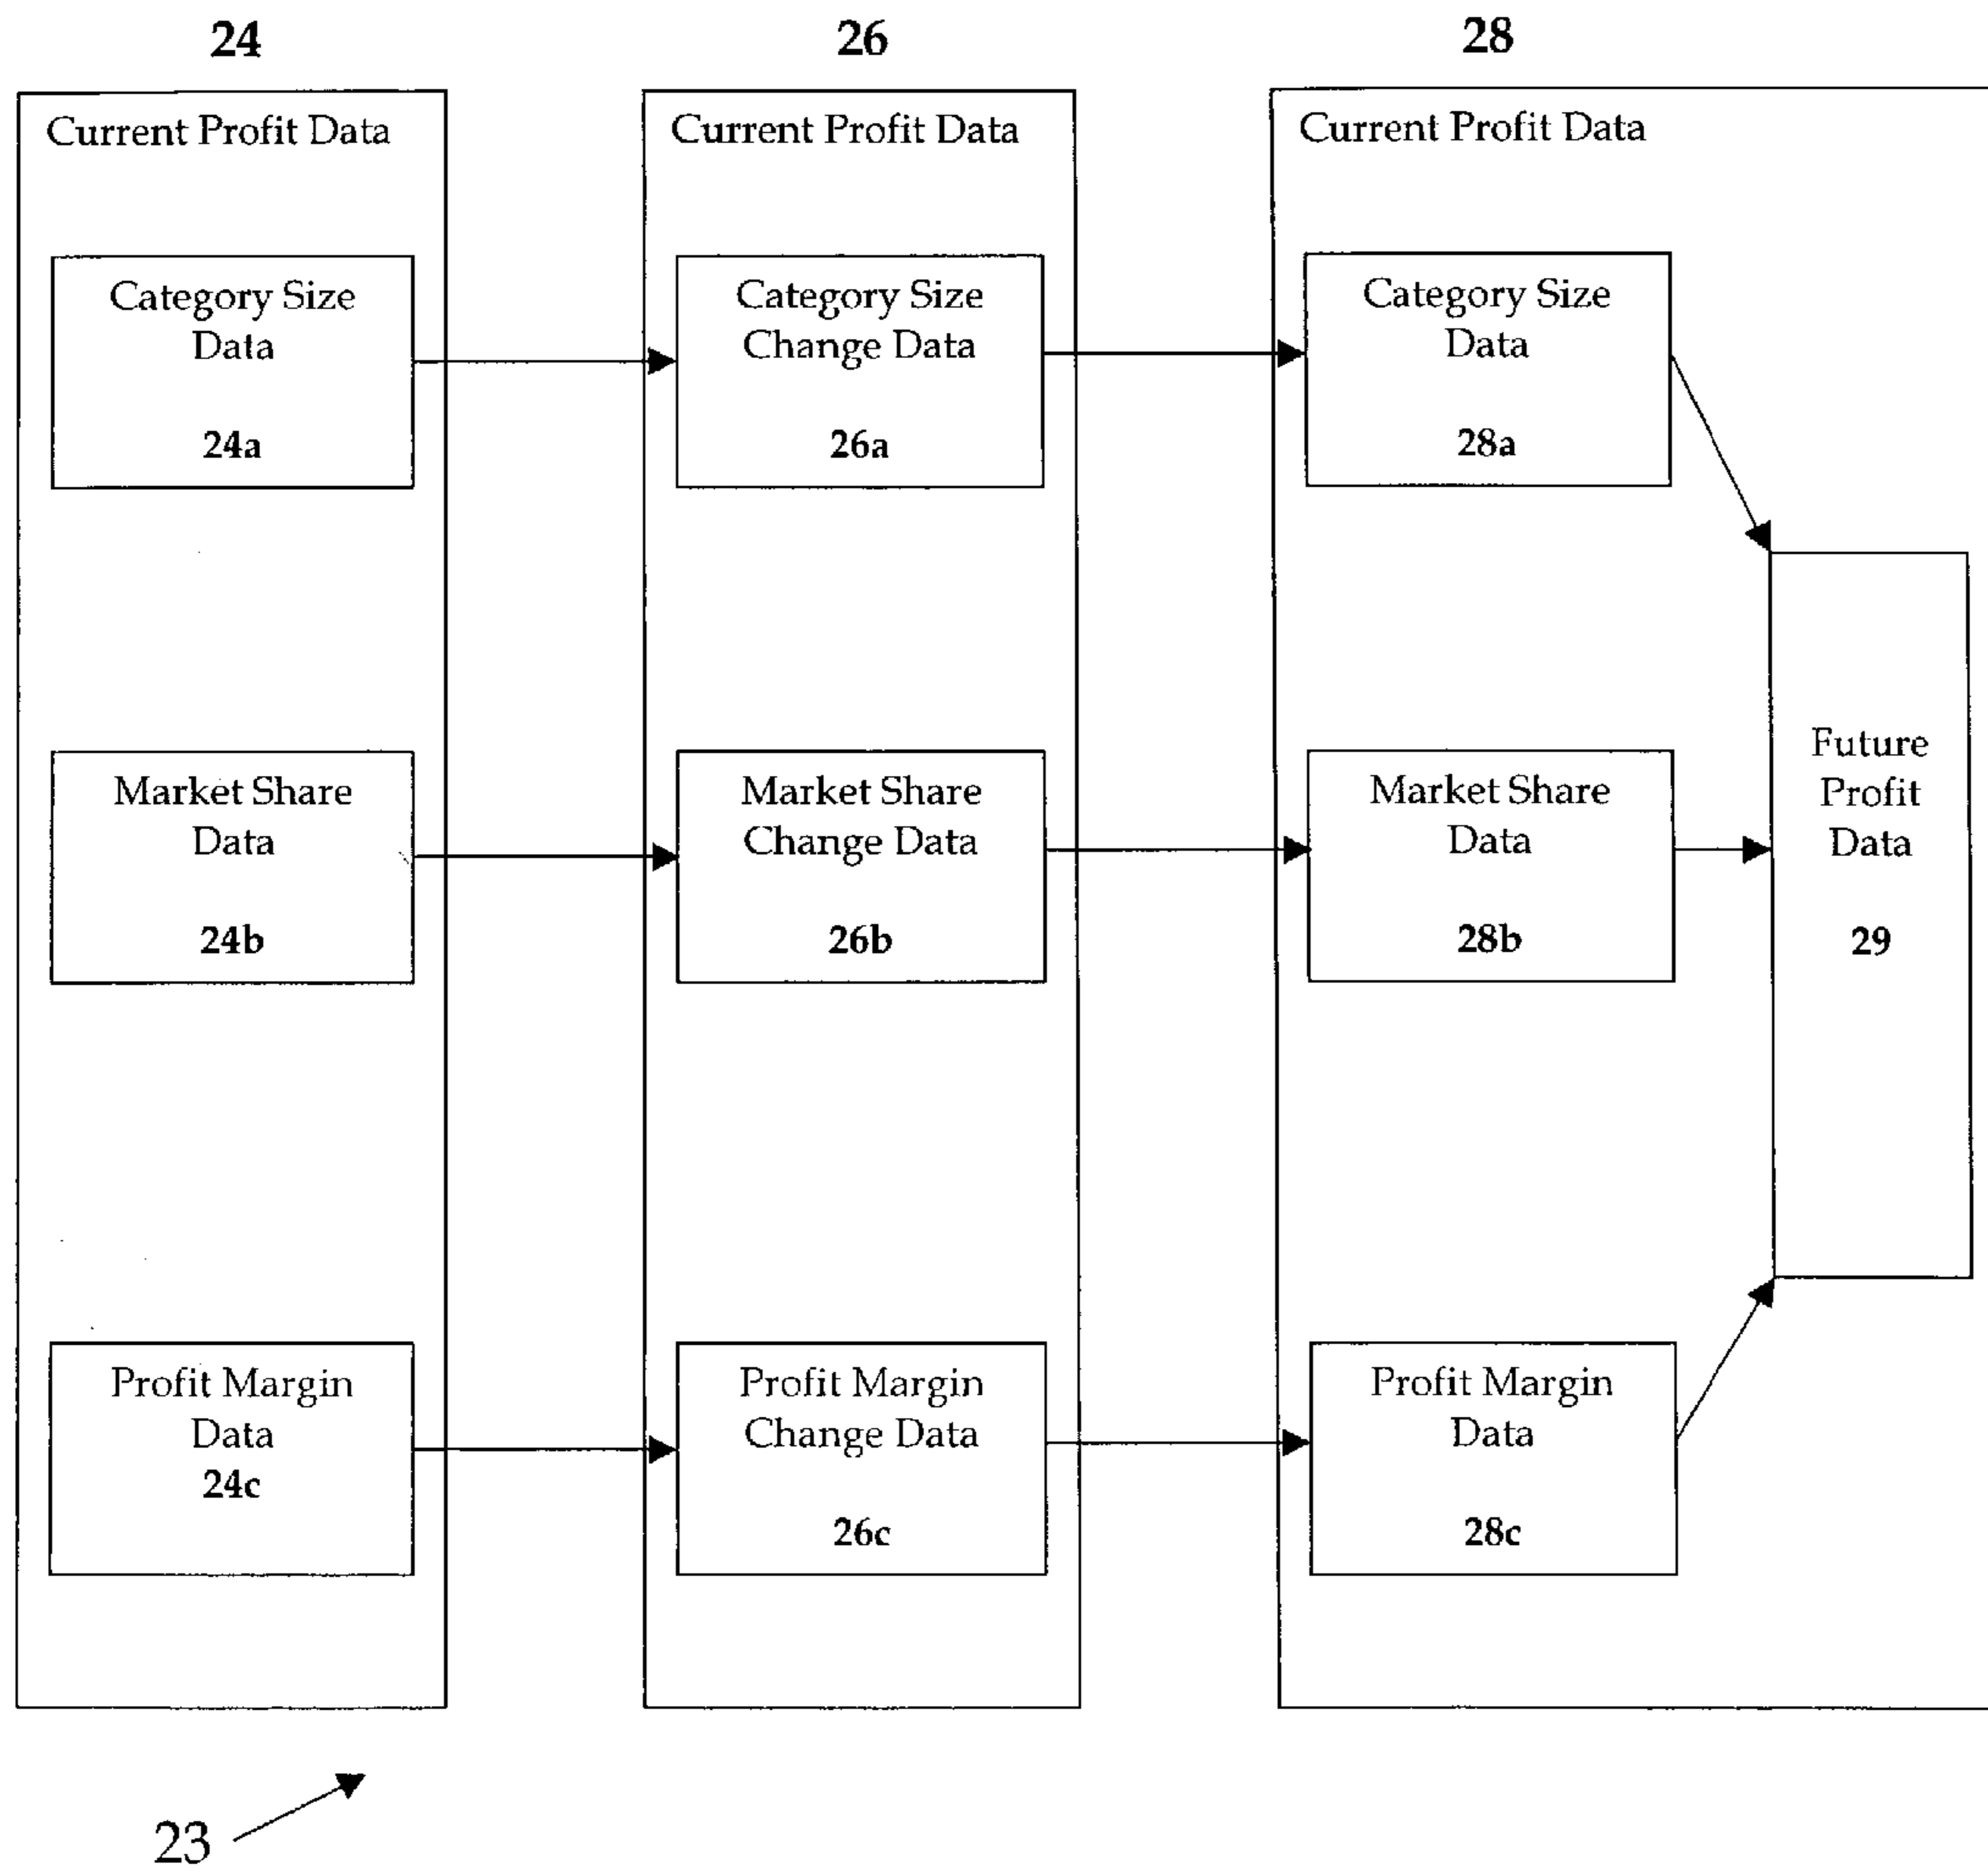 24
26
28
Current Profit Data
Current Profit Data
Current Profit Data
Category Size
Data
24a
Category Size
Change Data
26a
Category Size
Data
28a
Market Share
Data
24b
Market Share
Change Data
26b
Market Share
Data
28b
Future
Profit
Data
29
Profit Margin
Data
24c
Profit Margin
Change Data
26c
Profit Margin
Data
28c
23